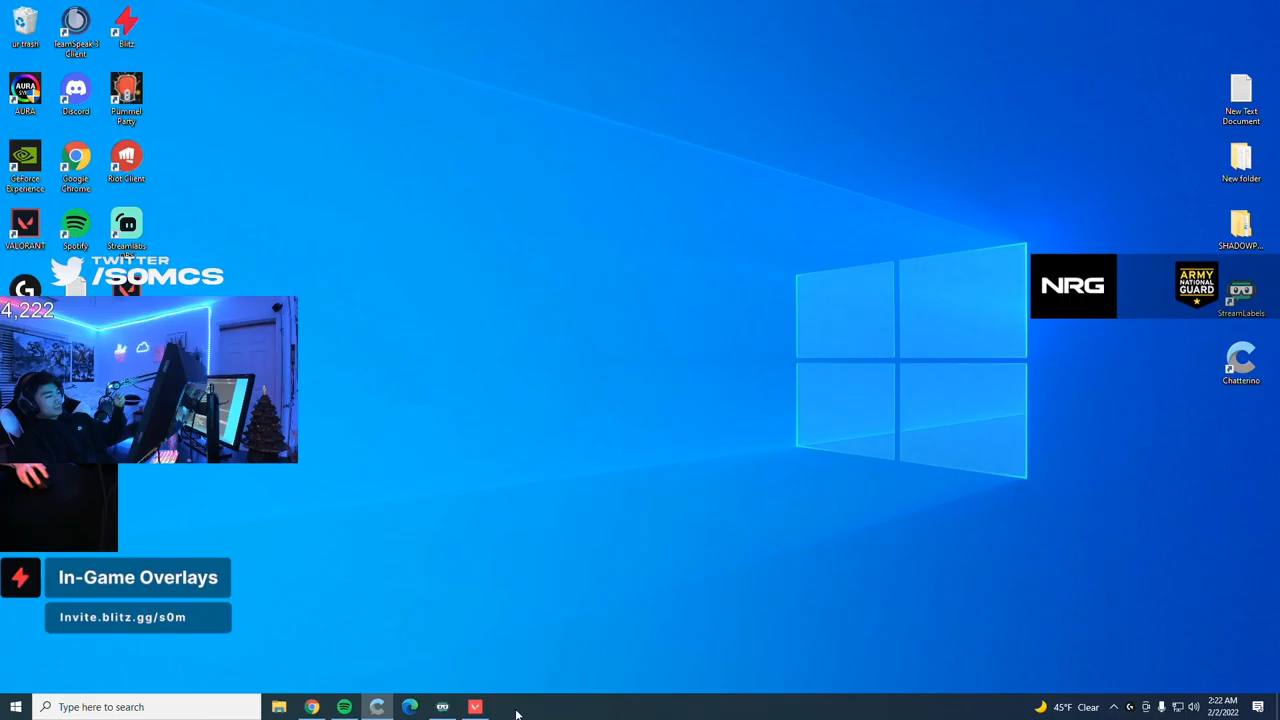 ur trash
TeamSpeak 3 Client
Blitz
AURA
AURA
Discord
Pummel Party
GeForce Experience
Google Chrome
Riot Client
VALORANT
Spotify
Streamlabs
New Text Document
New folder
SHADOWP...
StreamLabels
Chatterino
TWITTER
/SOMCS
4,222
NRG
ARMY
NATIONAL
GUARD
In-Game Overlays
Invite.blitz.gg/s0m
Type here to search
45°F Clear
2:22 AM
2/2/2022